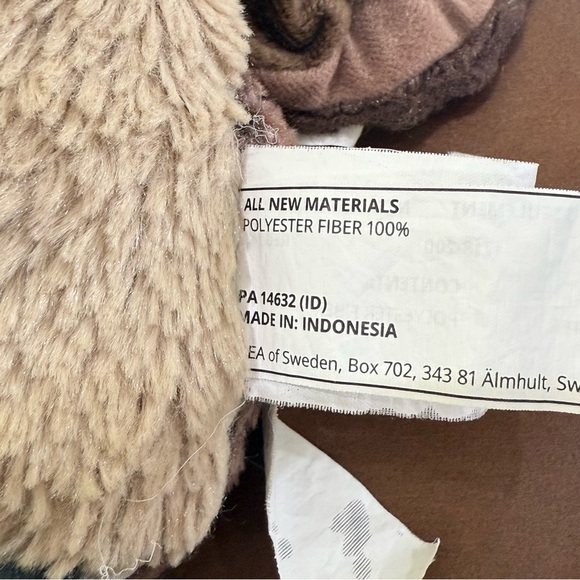 ALL NEW MATERIALS
POLYESTER FIBER 100%
PA 14632 (ID)
MADE IN: INDONESIA
EA of Sweden, Box 702, 343 81 Älmhult, Sw